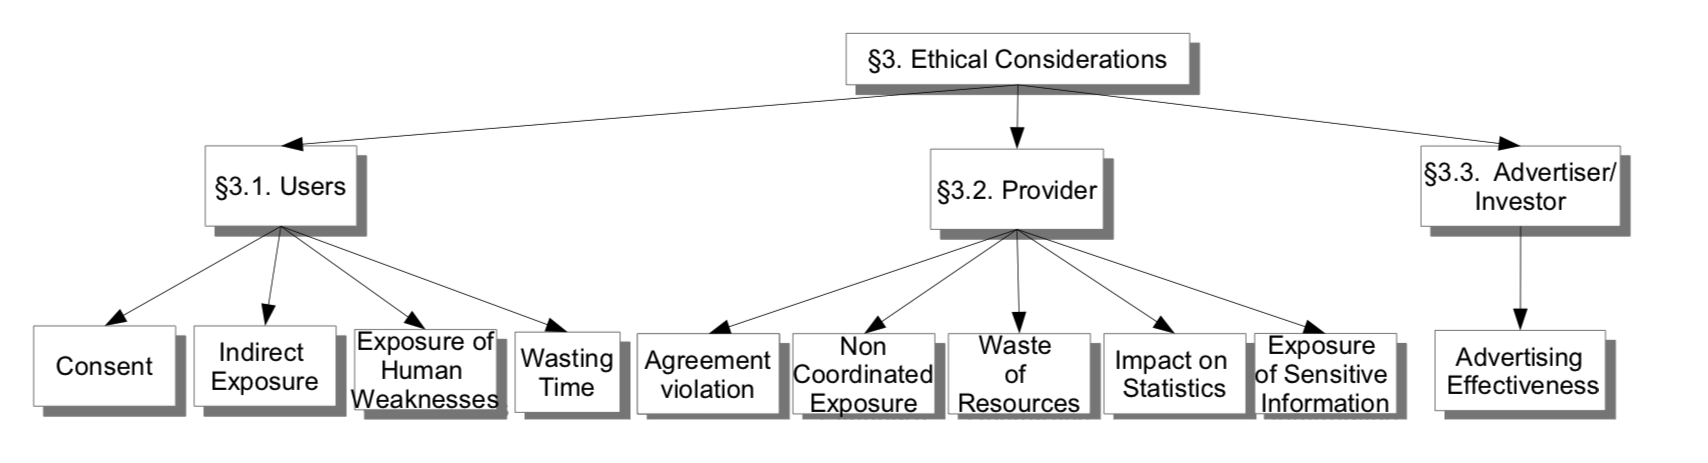 §3. Ethical Considerations
§3.1. Users
§3.2. Provider
§3.3. Advertiser/
Investor
Consent
Indirect
Exposure
Exposure of
Human
Weaknesses
Wasting
Time
Agreement
violation
Non
Coordinated
Exposure
Waste
of
Resources
Impact on
Statistics
Exposure
of Sensitive
Information
Advertising
Effectiveness